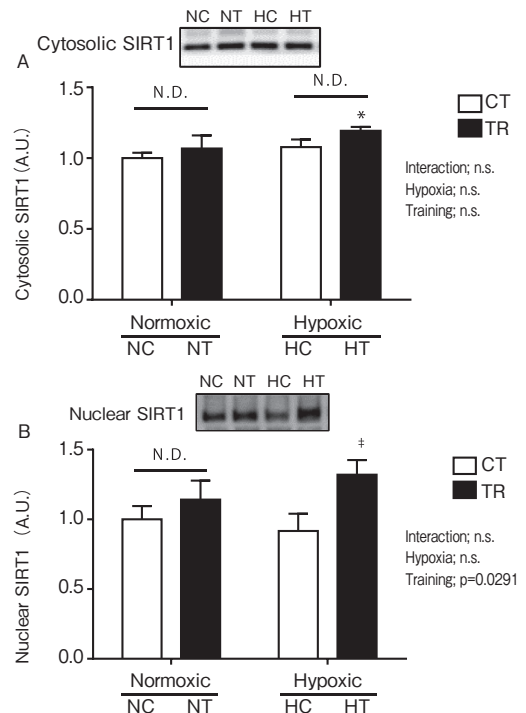 NC NT HC HT
Cytosolic SIRT1
A
N.D.
N.D.
*
CT
TR
Interaction; n.s.
Hypoxia; n.s.
Training; n.s.
Cytosolic SIRT1 (A.U.)
1.5
1.0
0.5
0.0
Normoxic
Hypoxic
NC NT
HC HT
NC NT HC HT
Nuclear SIRT1
B
N.D.
‡
CT
TR
Interaction; n.s.
Hypoxia; n.s.
Training; p=0.0291
Nuclear SIRT1 (A.U.)
1.5
1.0
0.5
0.0
Normoxic
Hypoxic
NC NT
HC HT